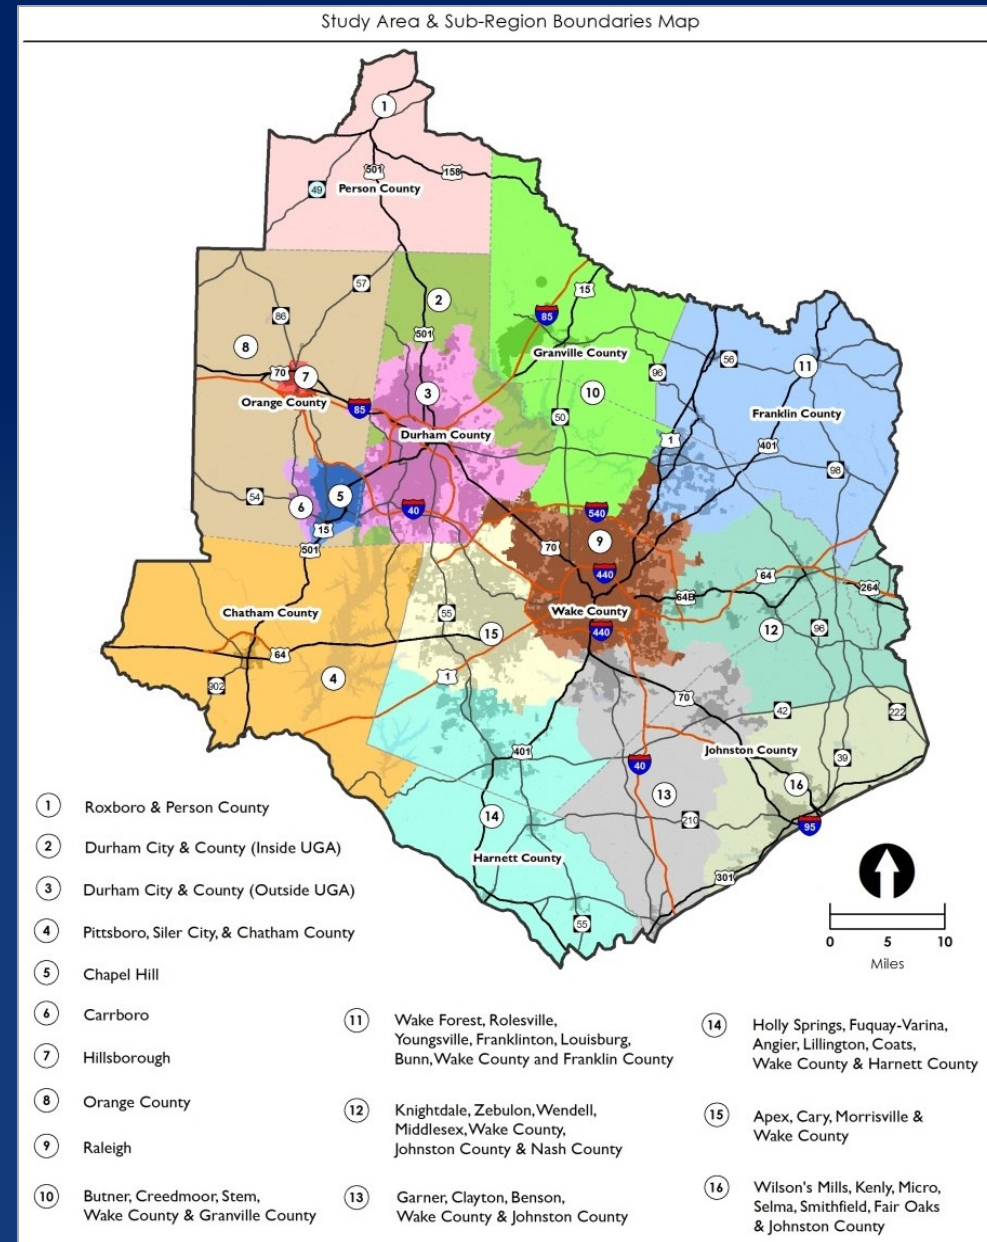 Study Area & Sub-Region Boundaries Map
1
501
158
49
Person County
57
2
86
15
85
501
8
Granville County
56
11
70
7
96
Orange County
3
10
85
50
Franklin County
Durham County
1
401
98
54
5
6
40
540
15
9
70
501
440
64
264
64B
Chatham County
55
Wake County
15
440
12
96
64
4
1
902
70
42
222
401
Johnston County
39
40
16
13
14
210
95
Harnett County
301
55
0 5 10
Miles
1 Roxboro & Person County
2 Durham City & County (Inside UGA)
3 Durham City & County (Outside UGA)
4 Pittsboro, Siler City, & Chatham County
5 Chapel Hill
6 Carrboro
7 Hillsborough
8 Orange County
9 Raleigh
10 Butner, Creedmoor, Stem,
Wake County & Granville County
11 Wake Forest, Rolesville,
Youngsville, Franklinton, Louisburg,
Bunn, Wake County and Franklin County
12 Knightdale, Zebulon, Wendell,
Middlesex, Wake County,
Johnston County & Nash County
13 Garner, Clayton, Benson,
Wake County & Johnston County
14 Holly Springs, Fuquay-Varina,
Angier, Lillington, Coats,
Wake County & Harnett County
15 Apex, Cary, Morrisville &
Wake County
16 Wilson's Mills, Kenly, Micro,
Selma, Smithfield, Fair Oaks
& Johnston County